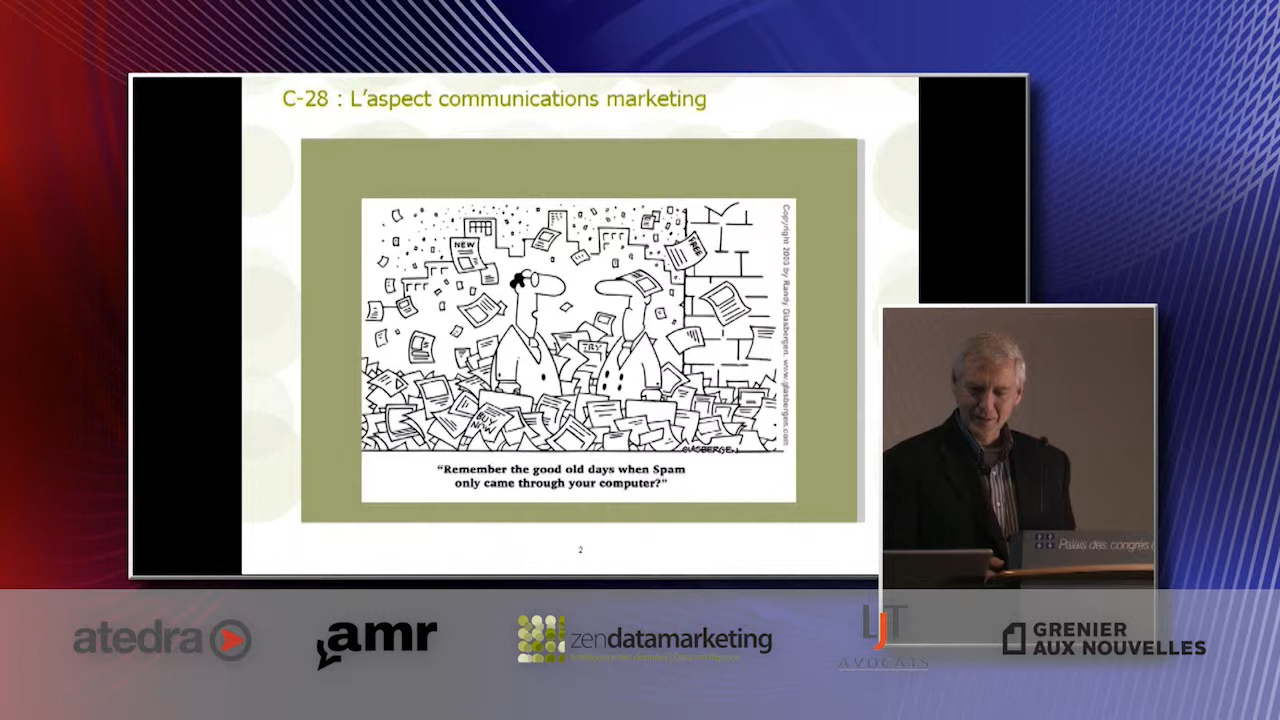 C-28 : L'aspect communications marketing
NEW
FREE
TRY
BUY
NOW
GLASBERGEN
Copyright 2003 by Randy Glasbergen. www.glasbergen.com
"Remember the good old days when Spam
only came through your computer?"
2
Palais des congrès
atedra
amr
zendatamarketing
LJT
AVOCATS
GRENIER
AUX NOUVELLES